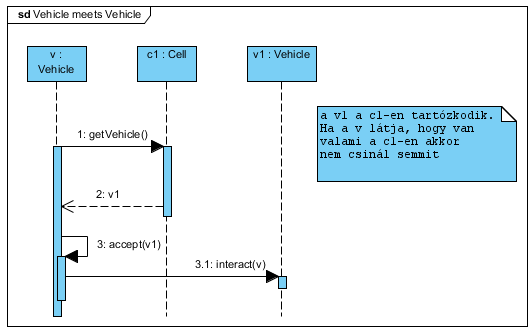 sd Vehicle meets Vehicle
v :
Vehicle
c1 : Cell
v1 : Vehicle
a v1 a c1-en tartózkodik.
Ha a v látja, hogy van
valami a c1-en akkor
nem csinál semmit
1: getVehicle()
2: v1
3: accept(v1)
3.1: interact(v)